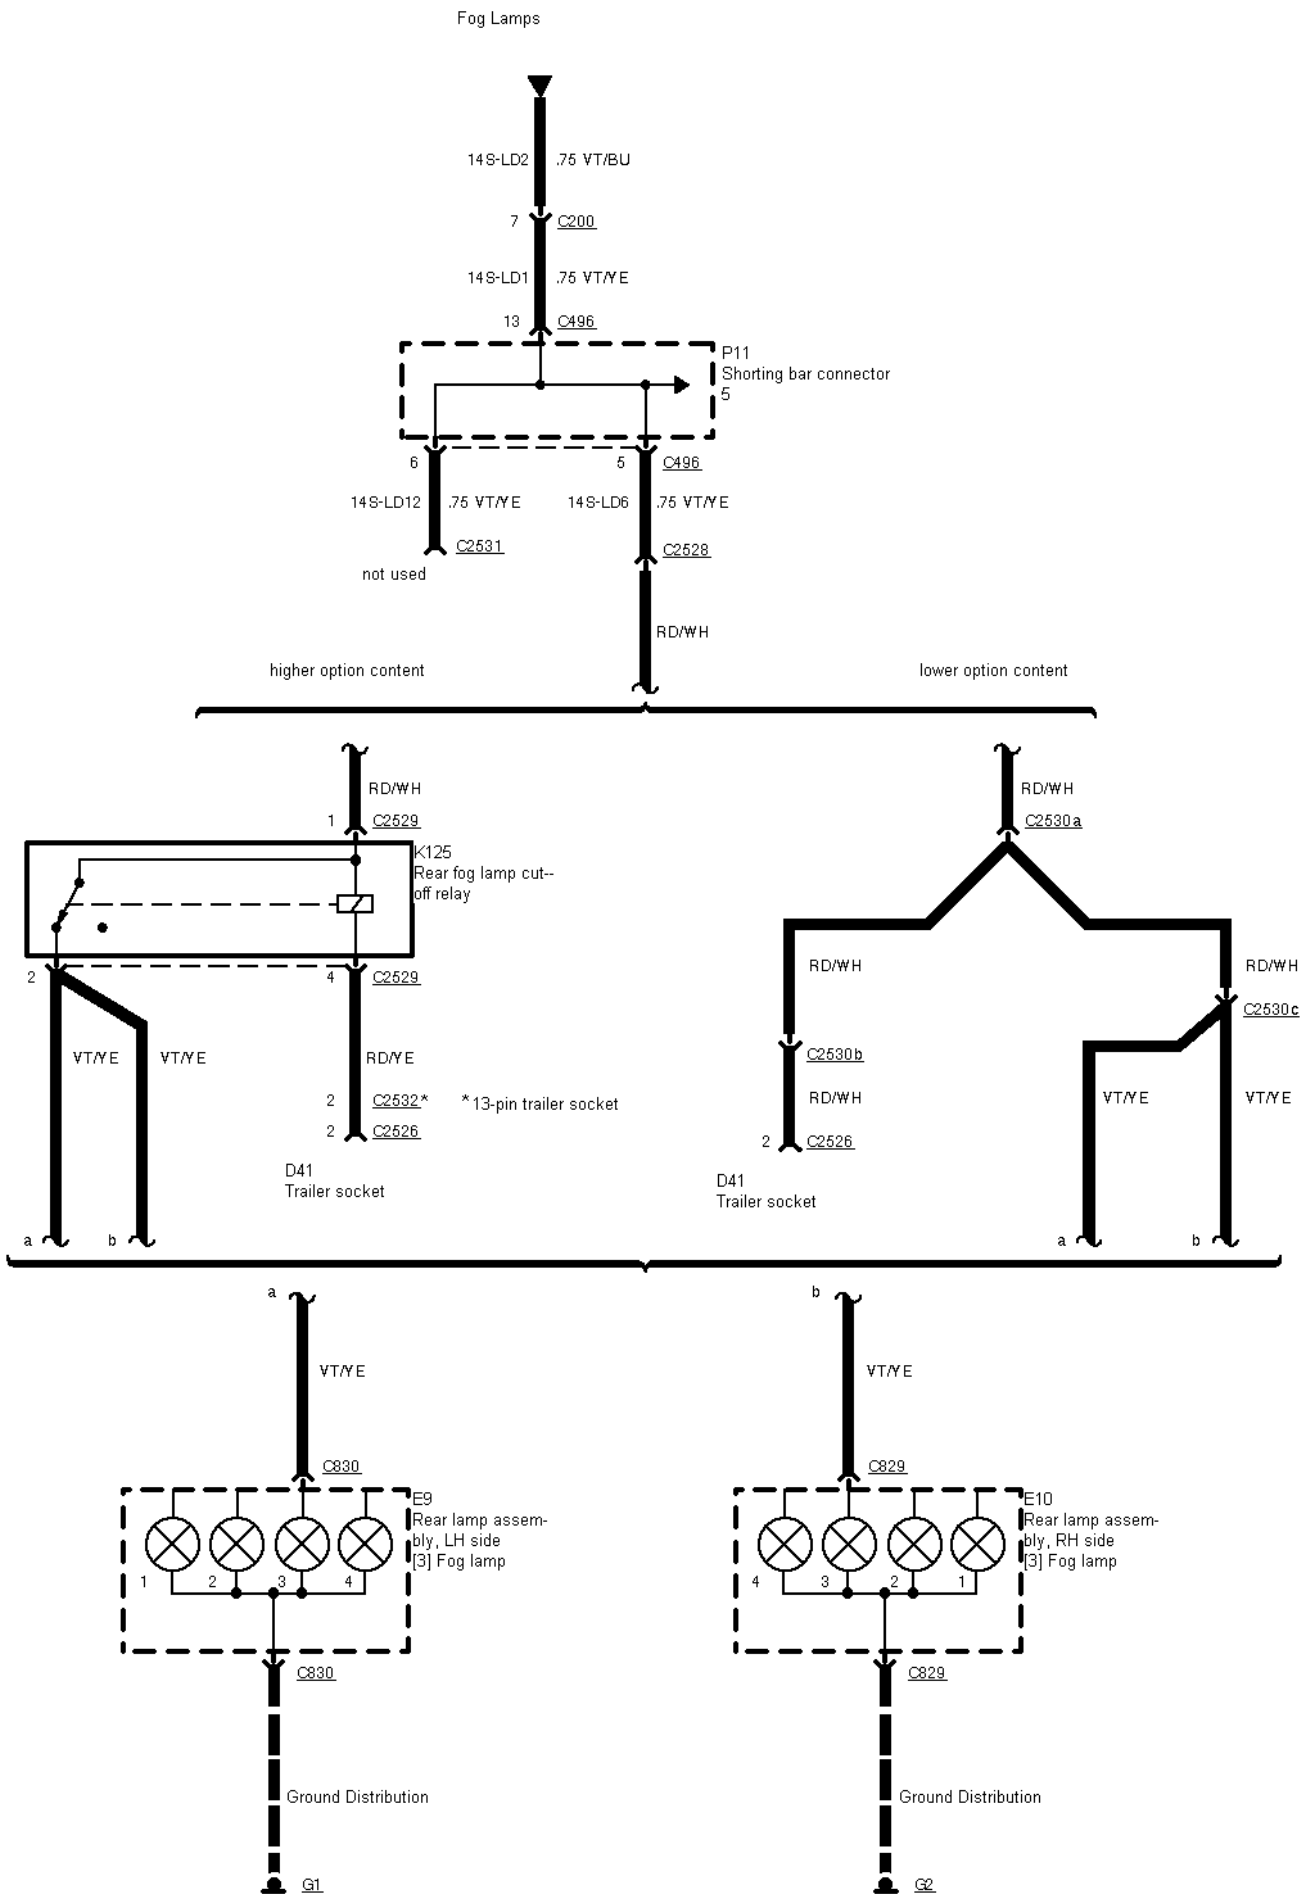 Fog Lamps
14S-LD2 .75 VT/BU
7 C200
14S-LD1 .75 VT/YE
13 C496
P11
Shorting bar connector
5
6 5 C496
14S-LD12 .75 VT/YE 14S-LD6 .75 VT/YE
C2531 C2528
not used
RD/WH
higher option content lower option content
RD/WH RD/WH
1 C2529 C2530a
K125
Rear fog lamp cut--
off relay
RD/WH RD/WH
2 4 C2529
C2530c
VT/YE VT/YE RD/YE C2530b
2 C2532* *13-pin trailer socket RD/WH VT/YE VT/YE
2 C2526 2 C2526
D41 D41
Trailer socket Trailer socket
a b a b
a b
VT/YE VT/YE
C830 C829
E9 E10
Rear lamp assem- Rear lamp assem-
bly, LH side bly, RH side
[3] Fog lamp [3] Fog lamp
1 2 3 4 4 3 2 1
C830 C829
Ground Distribution Ground Distribution
G1 G2